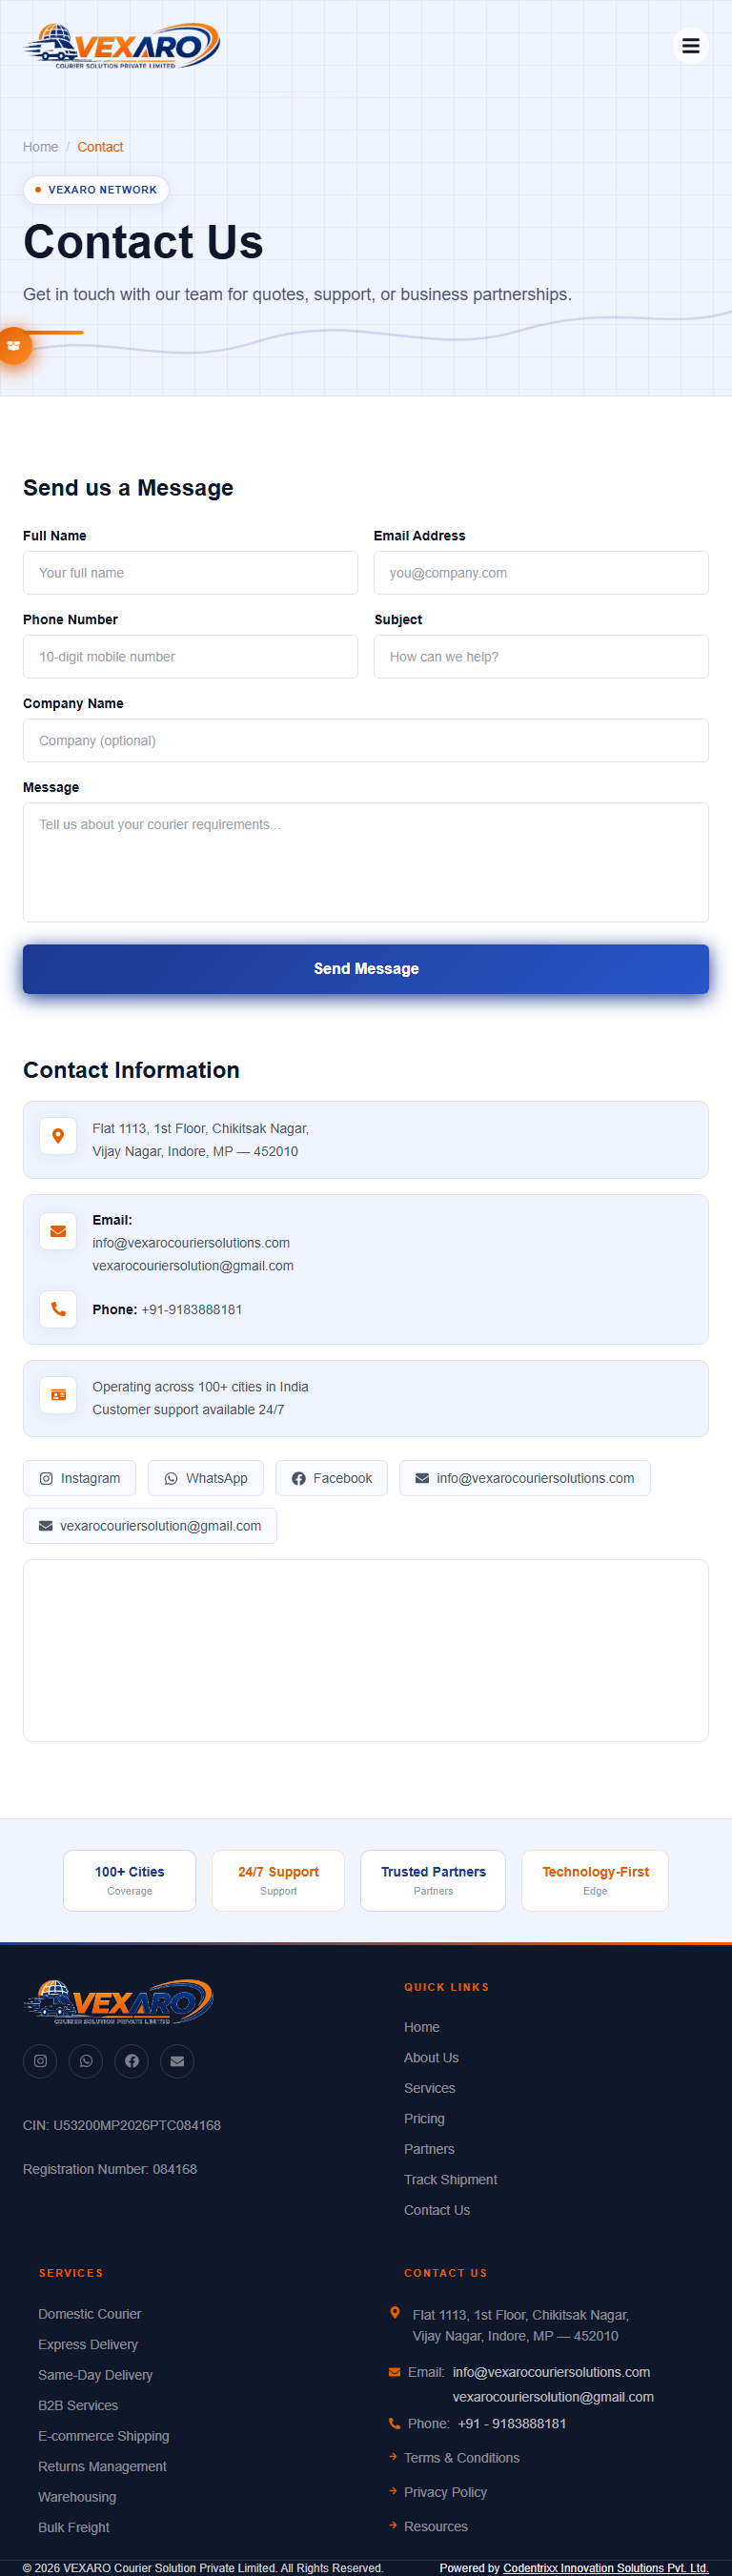 VEXARO
COURIER SOLUTION PRIVATE LIMITED
Home / Contact
VEXARO NETWORK
Contact Us
Get in touch with our team for quotes, support, or business partnerships.
Send us a Message
Full Name
Email Address
Your full name
you@company.com
Phone Number
Subject
10-digit mobile number
How can we help?
Company Name
Company (optional)
Message
Tell us about your courier requirements...
Send Message
Contact Information
Flat 1113, 1st Floor, Chikitsak Nagar,
Vijay Nagar, Indore, MP — 452010
Email:
info@vexarocouriersolutions.com
vexarocouriersolution@gmail.com
Phone: +91-9183888181
Operating across 100+ cities in India
Customer support available 24/7
Instagram
WhatsApp
Facebook
info@vexarocouriersolutions.com
vexarocouriersolution@gmail.com
100+ Cities
Coverage
24/7 Support
Support
Trusted Partners
Partners
Technology-First
Edge
VEXARO
COURIER SOLUTION PRIVATE LIMITED
CIN: U53200MP2026PTC084168
Registration Number: 084168
QUICK LINKS
Home
About Us
Services
Pricing
Partners
Track Shipment
Contact Us
SERVICES
Domestic Courier
Express Delivery
Same-Day Delivery
B2B Services
E-commerce Shipping
Returns Management
Warehousing
Bulk Freight
CONTACT US
Flat 1113, 1st Floor, Chikitsak Nagar,
Vijay Nagar, Indore, MP — 452010
Email: info@vexarocouriersolutions.com
vexarocouriersolution@gmail.com
Phone: +91 - 9183888181
Terms & Conditions
Privacy Policy
Resources
© 2026 VEXARO Courier Solution Private Limited. All Rights Reserved.
Powered by Codentrixx Innovation Solutions Pvt. Ltd.